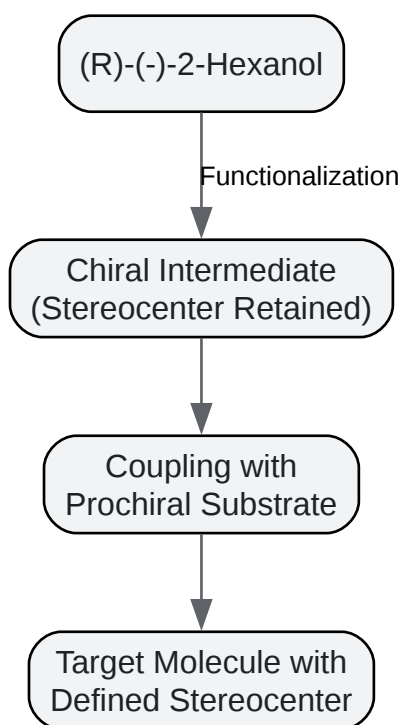 (R)-(-)-2-Hexanol
Functionalization
Chiral Intermediate
(Stereocenter Retained)
Coupling with
Prochiral Substrate
Target Molecule with
Defined Stereocenter